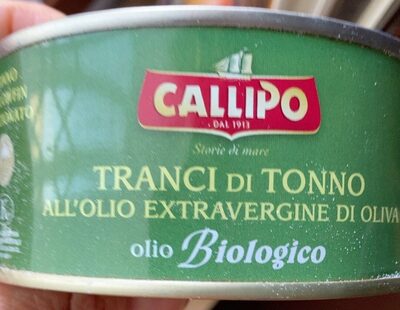 CALLIPO
DAL 1913
Storie di mare
TRANCI DI TONNO
ALL'OLIO EXTRAVERGINE DI OLIVA
olio Biologico